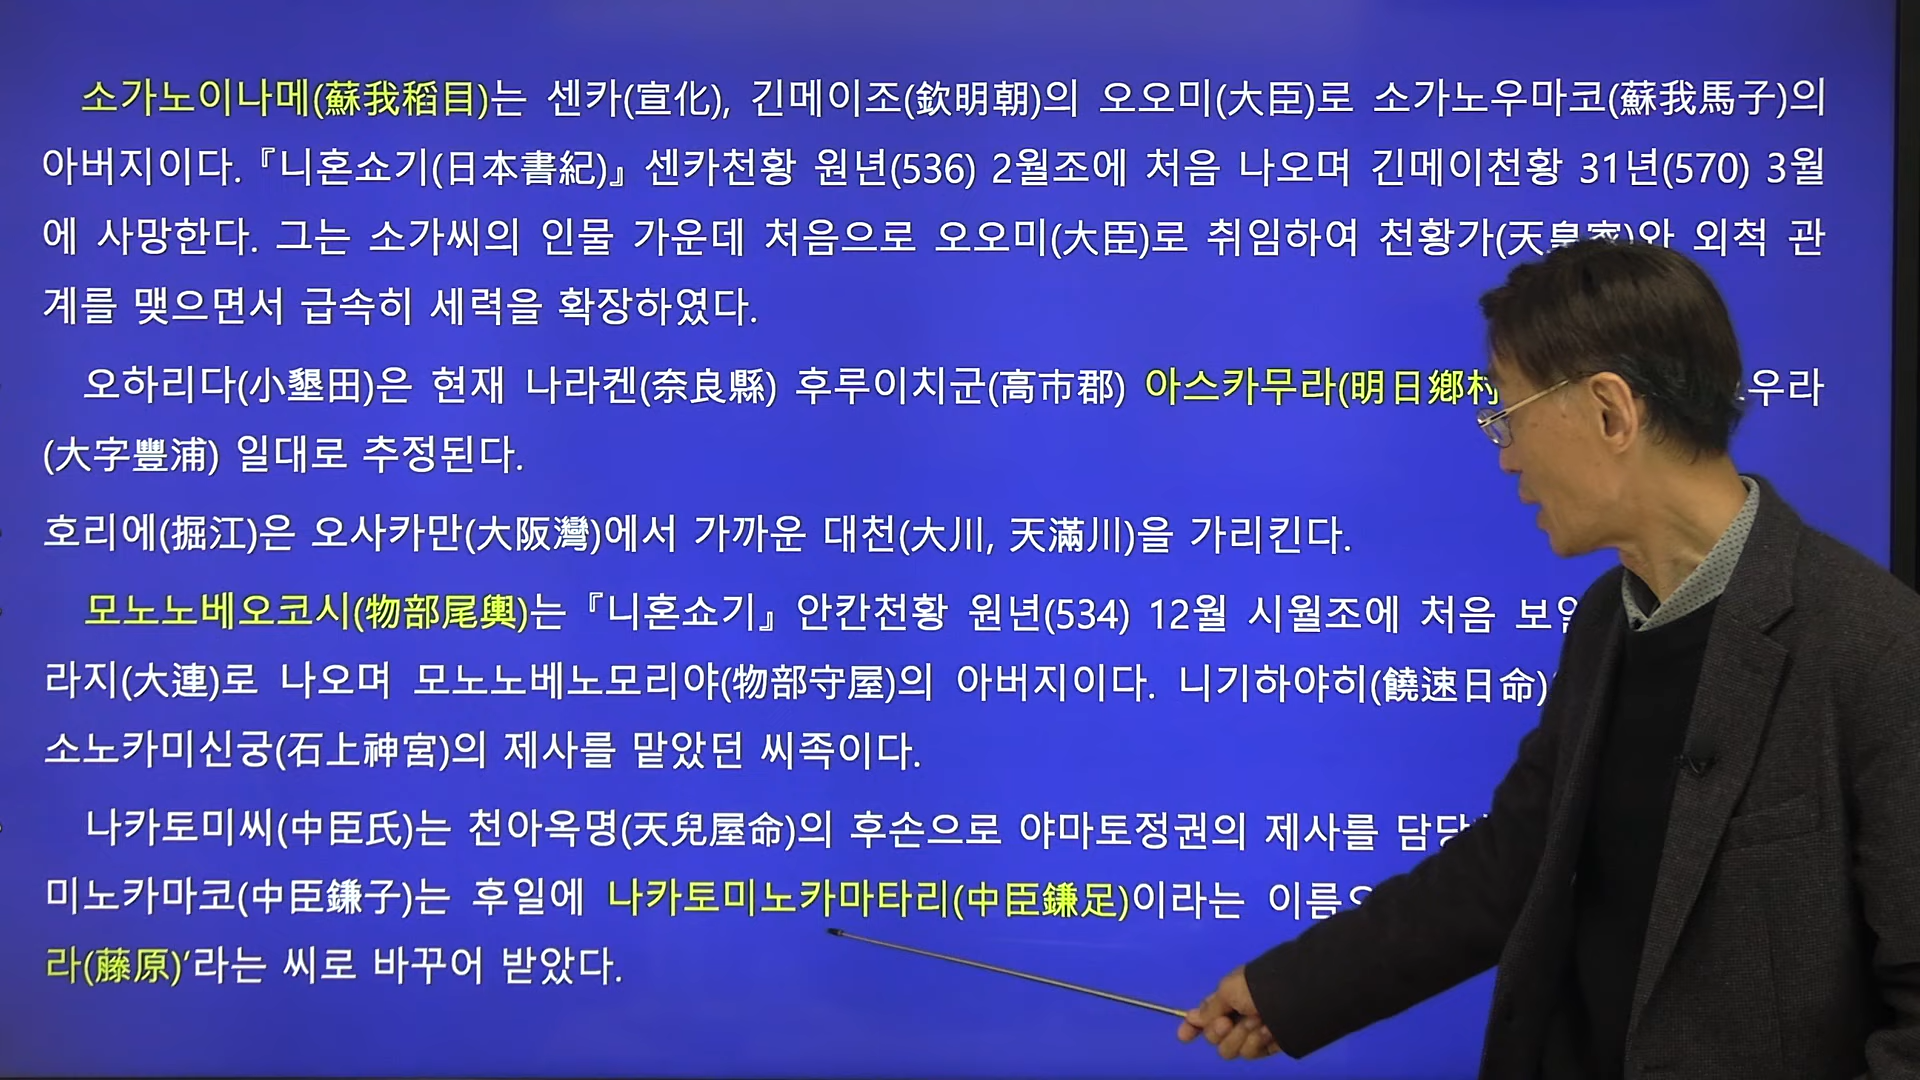 소가노이나메(蘇我稻目)는 센카(宣化), 긴메이조(欽明朝)의 오오미(大臣)로 소가노우마코(蘇我馬子)의
아버지이다.『니혼쇼기(日本書紀)』 센카천황 원년(536) 2월조에 처음 나오며 긴메이천황 31년(570) 3월
에 사망한다. 그는 소가씨의 인물 가운데 처음으로 오오미(大臣)로 취임하여 천황가(天皇家)와 외척 관
계를 맺으면서 급속히 세력을 확장하였다.
오하리다(小墾田)은 현재 나라켄(奈良縣) 후루이치군(高市郡) 아스카무라(明日鄕村 우라
(大字豐浦) 일대로 추정된다.
호리에(掘江)은 오사카만(大阪灣)에서 가까운 대천(大川, 天滿川)을 가리킨다.
모노노베오코시(物部尾輿)는『니혼쇼기』 안칸천황 원년(534) 12월 시월조에 처음
라지(大連)로 나오며 모노노베노모리야(物部守屋)의 아버지이다. 니기하야히(饒速日命)
소노카미신궁(石上神宮)의 제사를 맡았던 씨족이다.
나카토미씨(中臣氏)는 천아옥명(天兒屋命)의 후손으로 야마토정권의 제사를 담당
미노카마코(中臣鎌子)는 후일에 나카토미노카마타리(中臣鎌足)이라는
라(藤原)’라는 씨로 바꾸어 받았다.